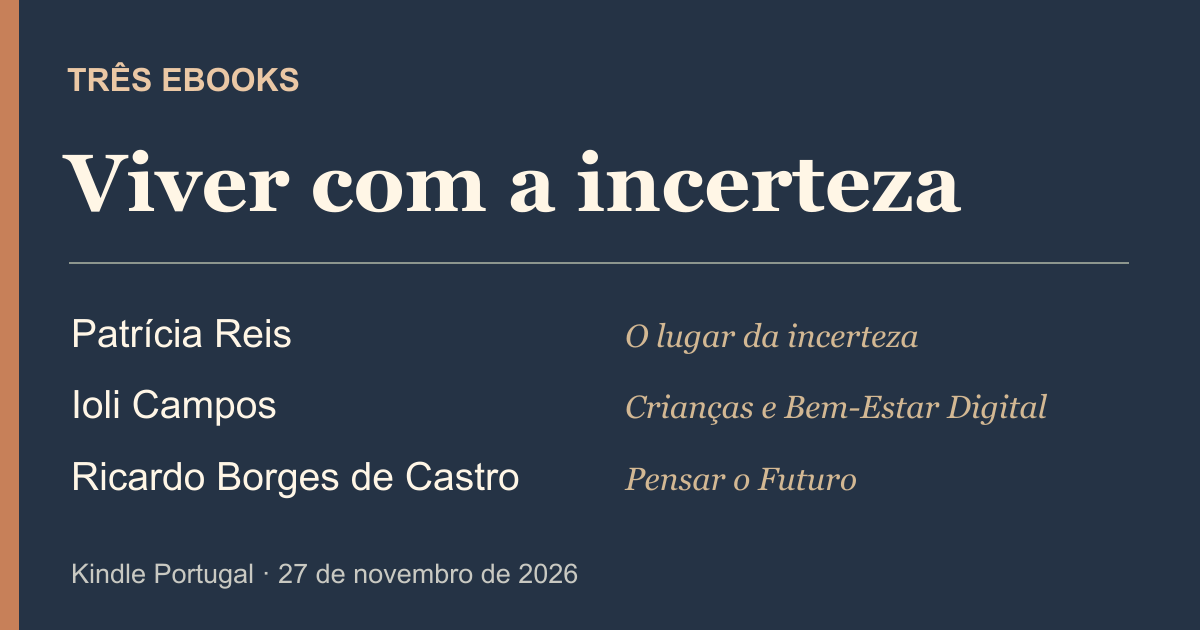 TRÊS EBOOKS
Viver com a incerteza
Patrícia Reis O lugar da incerteza
Ioli Campos Crianças e Bem-Estar Digital
Ricardo Borges de Castro Pensar o Futuro
Kindle Portugal · 27 de novembro de 2026